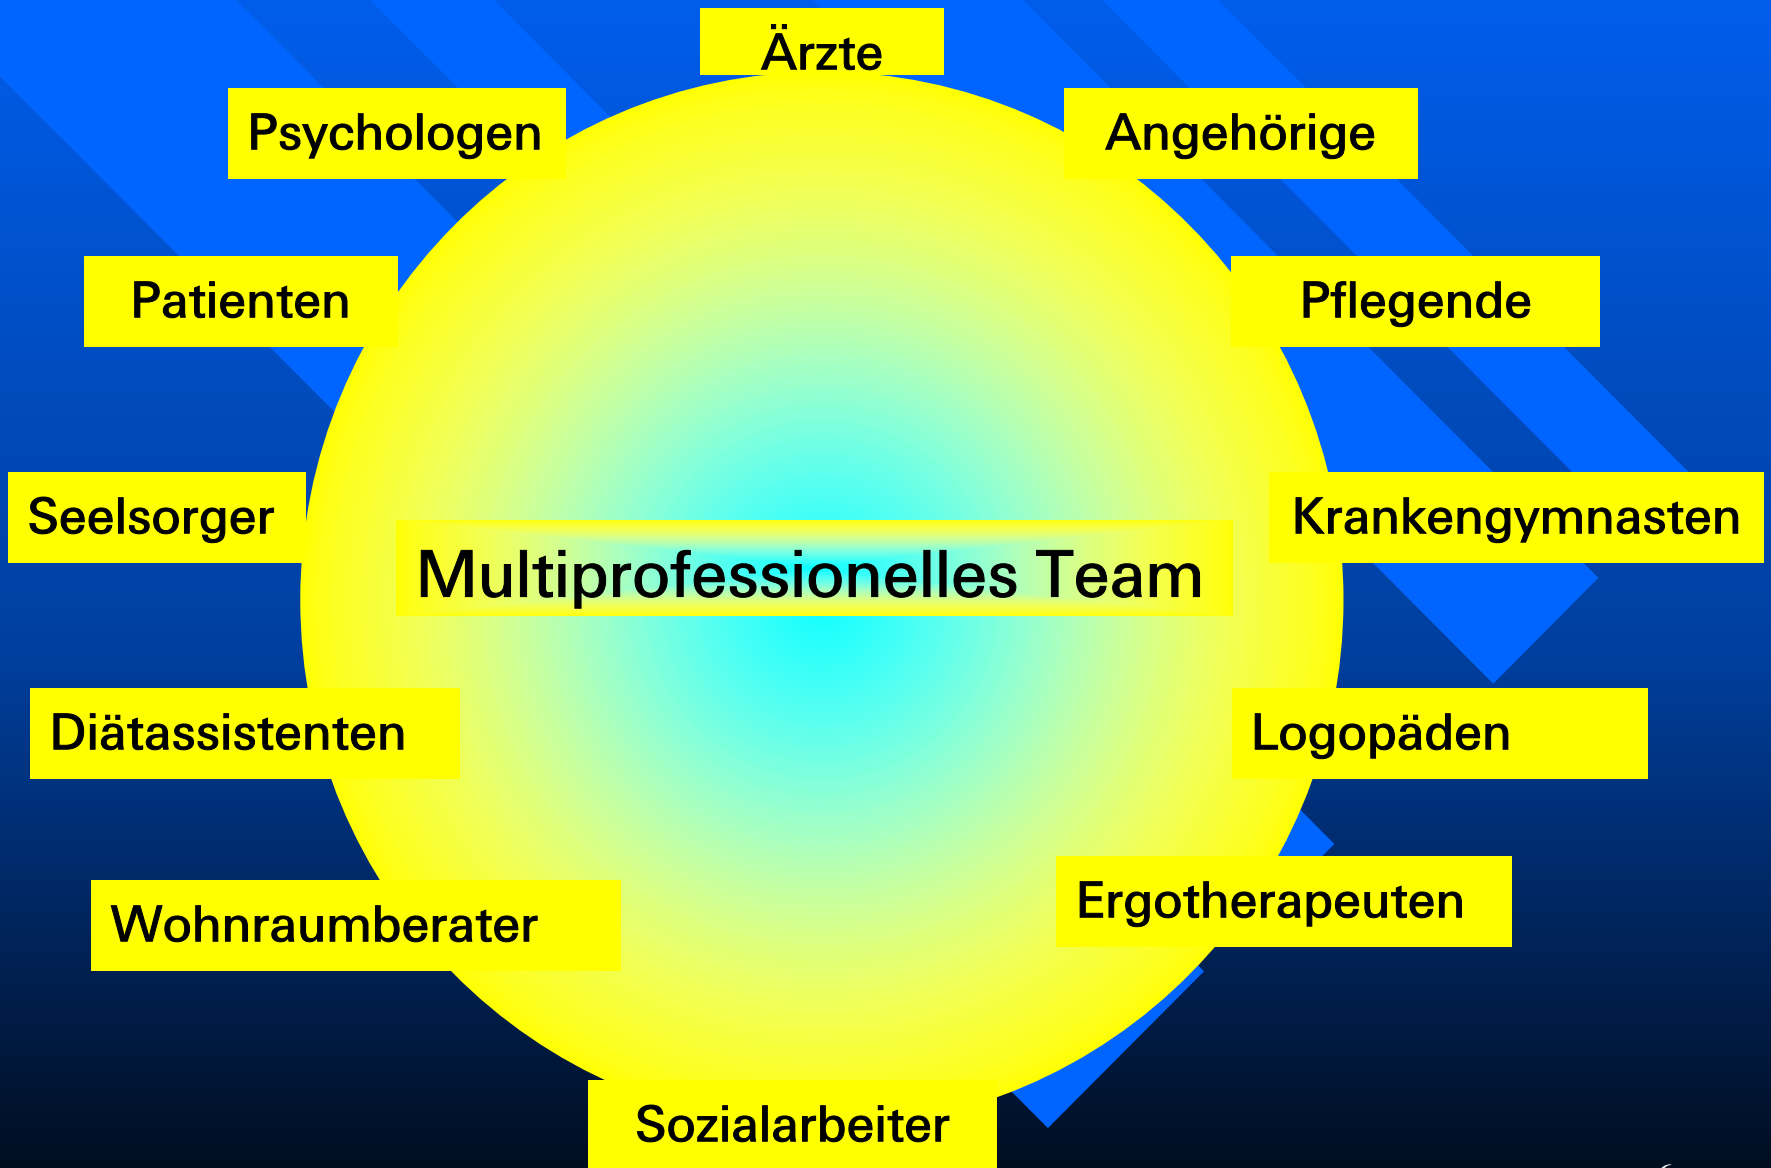 Ärzte
Psychologen
Angehörige
Patienten
Pflegende
Seelsorger
Krankengymnasten
Multiprofessionelles Team
Diätassistenten
Logopäden
Ergotherapeuten
Wohnraumberater
Sozialarbeiter